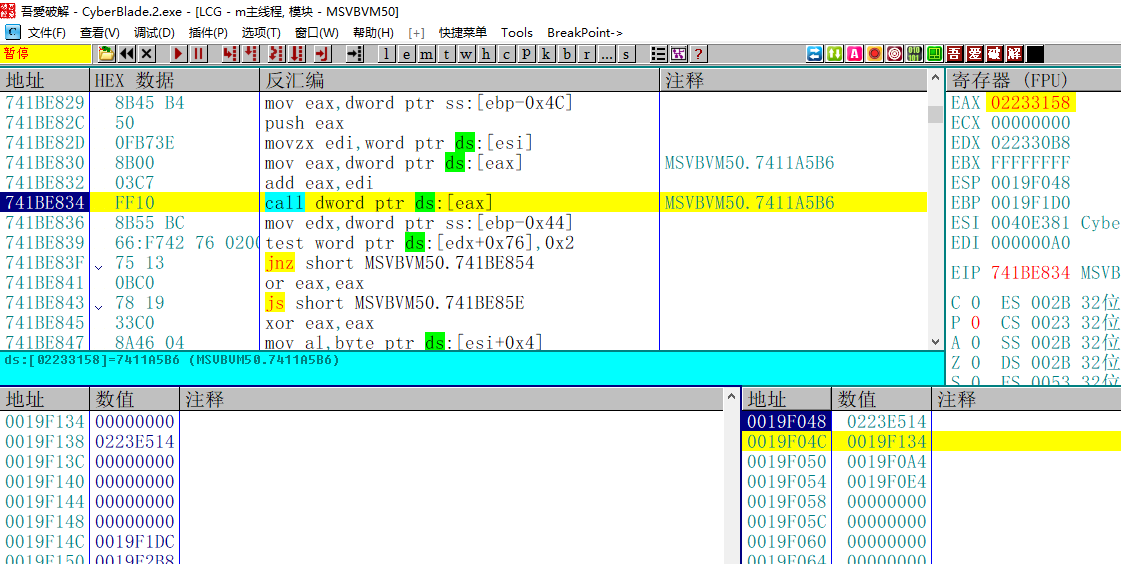 吾愛破解 - CyberBlade.2.exe - [LCG - m主线程, 模块 - MSVBVM50]
C 文件(F) 查看(V) 调试(D) 插件(P) 选项(T) 窗口(W) 帮助(H) [+] 快捷菜单 Tools BreakPoint->
暂停 l e m t w h c p k b r ... s ? A 吾 爱 破 解
地址 HEX 数据 反汇编 注释
741BE829 8B45 B4 mov eax,dword ptr ss:[ebp-0x4C]
741BE82C 50 push eax
741BE82D 0FB73E movzx edi,word ptr ds:[esi]
741BE830 8B00 mov eax,dword ptr ds:[eax] MSVBVM50.7411A5B6
741BE832 03C7 add eax,edi
741BE834 FF10 call dword ptr ds:[eax] MSVBVM50.7411A5B6
741BE836 8B55 BC mov edx,dword ptr ss:[ebp-0x44]
741BE839 66:F742 76 0200 test word ptr ds:[edx+0x76],0x2
741BE83F 75 13 jnz short MSVBVM50.741BE854
741BE841 0BC0 or eax,eax
741BE843 78 19 js short MSVBVM50.741BE85E
741BE845 33C0 xor eax,eax
741BE847 8A46 04 mov al,byte ptr ds:[esi+0x4]
ds:[02233158]=7411A5B6 (MSVBVM50.7411A5B6)
寄存器 (FPU)
EAX 02233158
ECX 00000000
EDX 022330B8
EBX FFFFFFFF
ESP 0019F048
EBP 0019F1D0
ESI 0040E381 Cybe
EDI 000000A0
EIP 741BE834 MSVB
C 0 ES 002B 32位
P 0 CS 0023 32位
A 0 SS 002B 32位
Z 0 DS 002B 32位
S 0 FS 0053 32位
地址 数值 注释
0019F134 00000000
0019F138 0223E514
0019F13C 00000000
0019F140 00000000
0019F144 00000000
0019F148 00000000
0019F14C 0019F1DC
0019F150 0019F2B8
地址 数值 注释
0019F048 0223E514
0019F04C 0019F134
0019F050 0019F0A4
0019F054 0019F0E4
0019F058 00000000
0019F05C 00000000
0019F060 00000000
0019F064 00000000